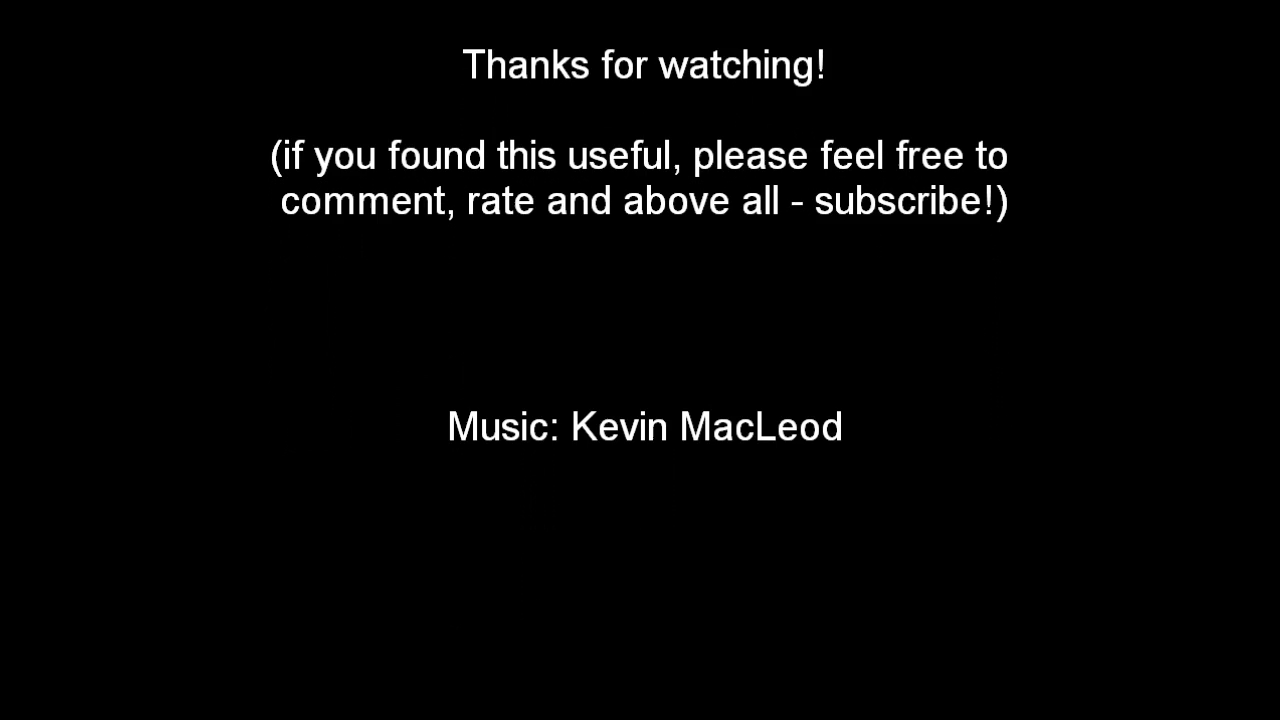 Thanks for watching!
(if you found this useful, please feel free to
comment, rate and above all - subscribe!)
Music: Kevin MacLeod